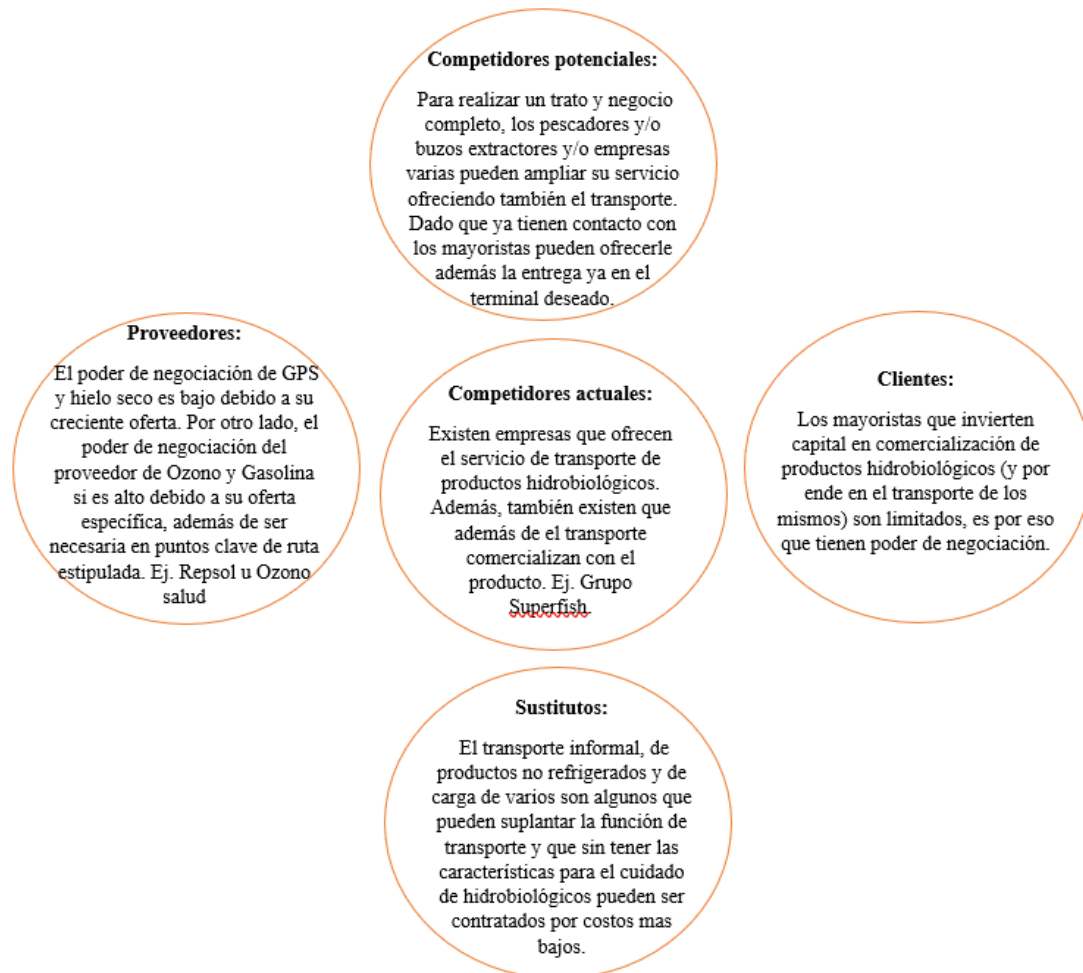 Competidores potenciales:
Para realizar un trato y negocio
completo, los pescadores y/o
buzos extractores y/o empresas
varias pueden ampliar su servicio
ofreciendo también el transporte.
Dado que ya tienen contacto con
los mayoristas pueden ofrecerle
además la entrega ya en el
terminal deseado.
Proveedores:
El poder de negociación de GPS
y hielo seco es bajo debido a su
creciente oferta. Por otro lado, el
poder de negociación del
proveedor de Ozono y Gasolina
si es alto debido a su oferta
específica, además de ser
necesaria en puntos clave de ruta
estipulada. Ej. Repsol u Ozono
salud
Competidores actuales:
Existen empresas que ofrecen
el servicio de transporte de
productos hidrobiológicos.
Además, también existen que
además de el transporte
comercializan con el
producto. Ej. Grupo
Superfish.
Clientes:
Los mayoristas que invierten
capital en comercialización de
productos hidrobiológicos (y por
ende en el transporte de los
mismos) son limitados, es por eso
que tienen poder de negociación.
Sustitutos:
El transporte informal, de
productos no refrigerados y de
carga de varios son algunos que
pueden suplantar la función de
transporte y que sin tener las
características para el cuidado
de hidrobiológicos pueden ser
contratados por costos mas
bajos.